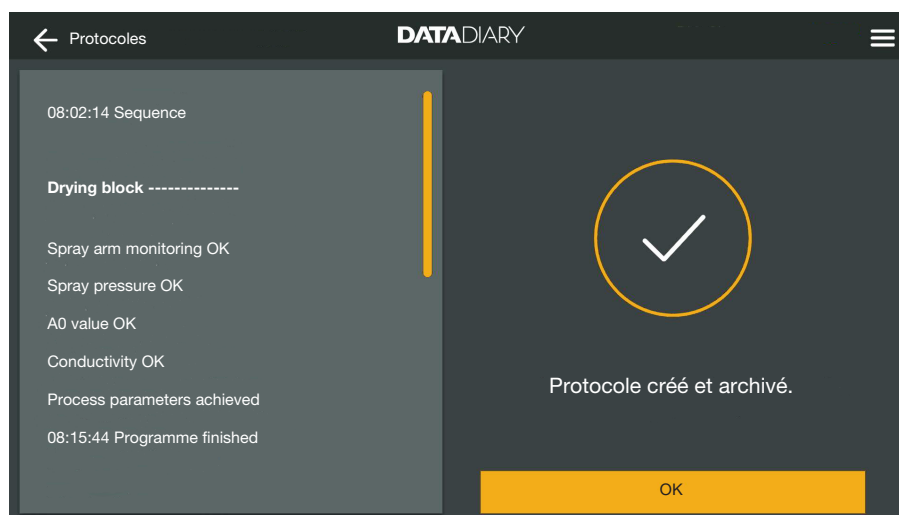 Protocoles
DATADIARY
08:02:14 Sequence
Drying block --------------
Spray arm monitoring OK
Spray pressure OK
A0 value OK
Conductivity OK
Process parameters achieved
08:15:44 Programme finished
Protocole créé et archivé.
OK